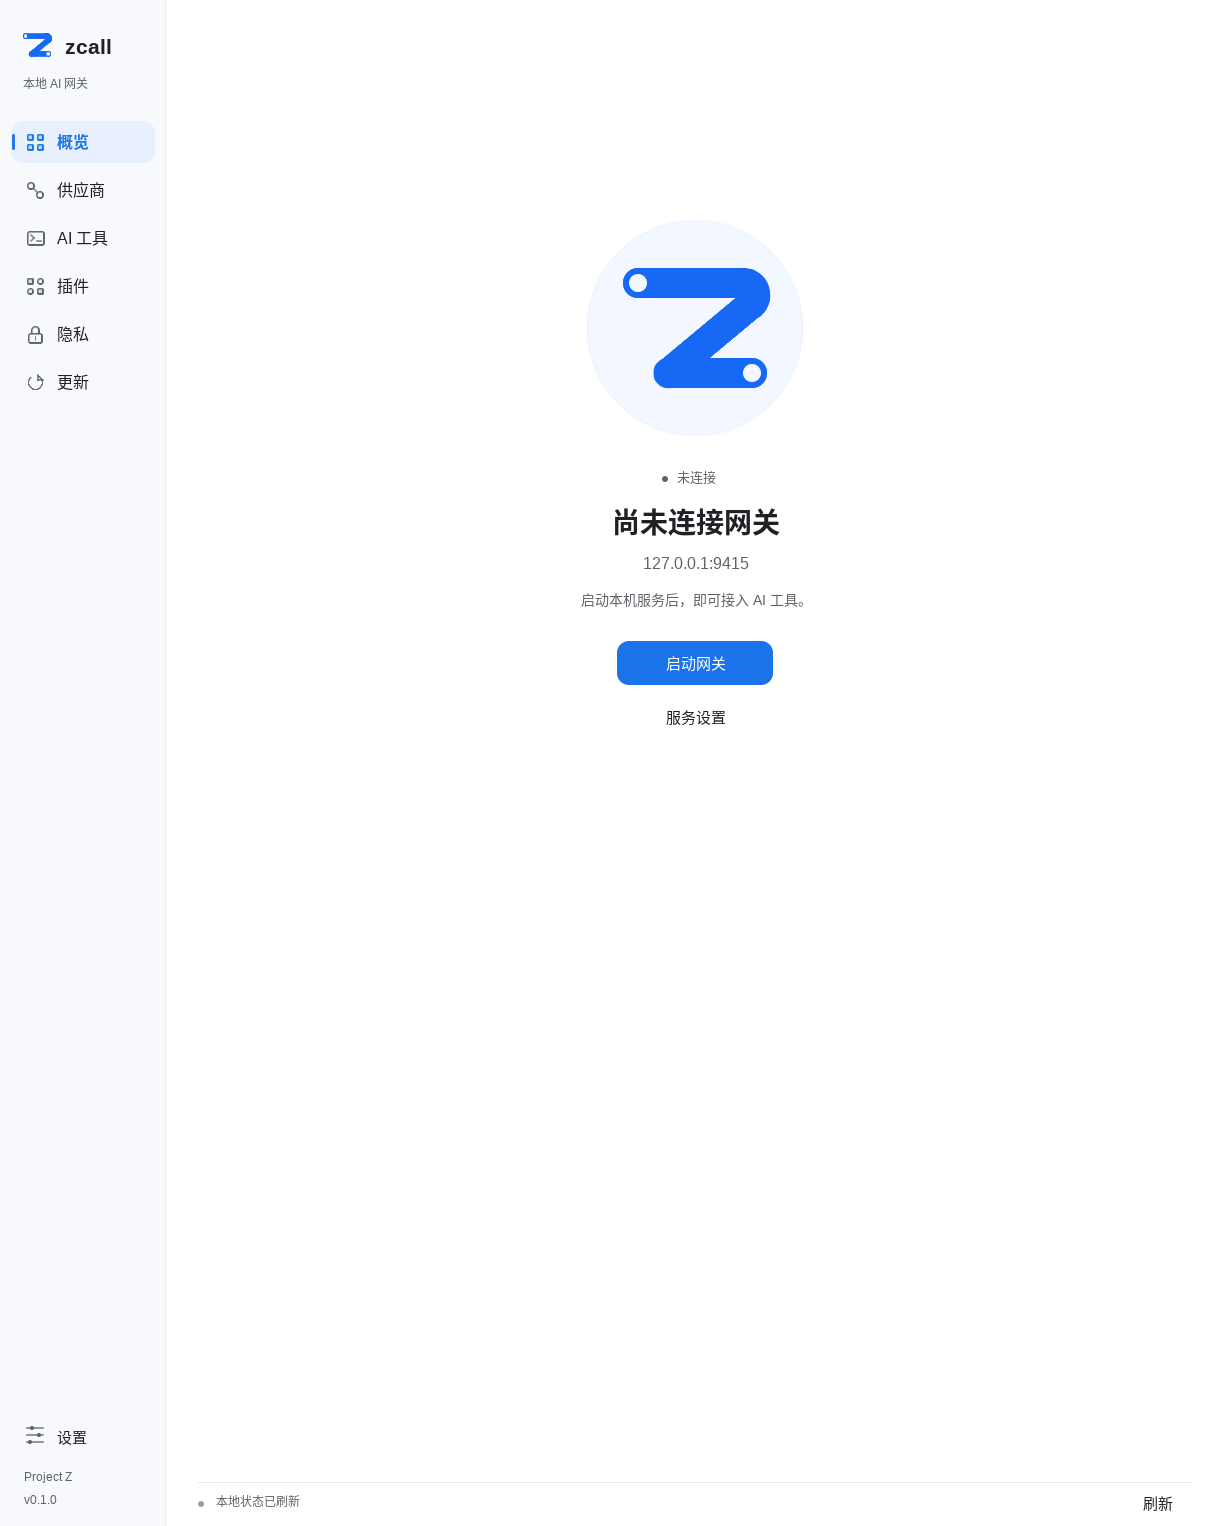 zcall
本地 AI 网关
概览
供应商
AI 工具
插件
隐私
更新
未连接
尚未连接网关
127.0.0.1:9415
启动本机服务后，即可接入 AI 工具。
启动网关
服务设置
设置
Project Z
v0.1.0
本地状态已刷新
刷新